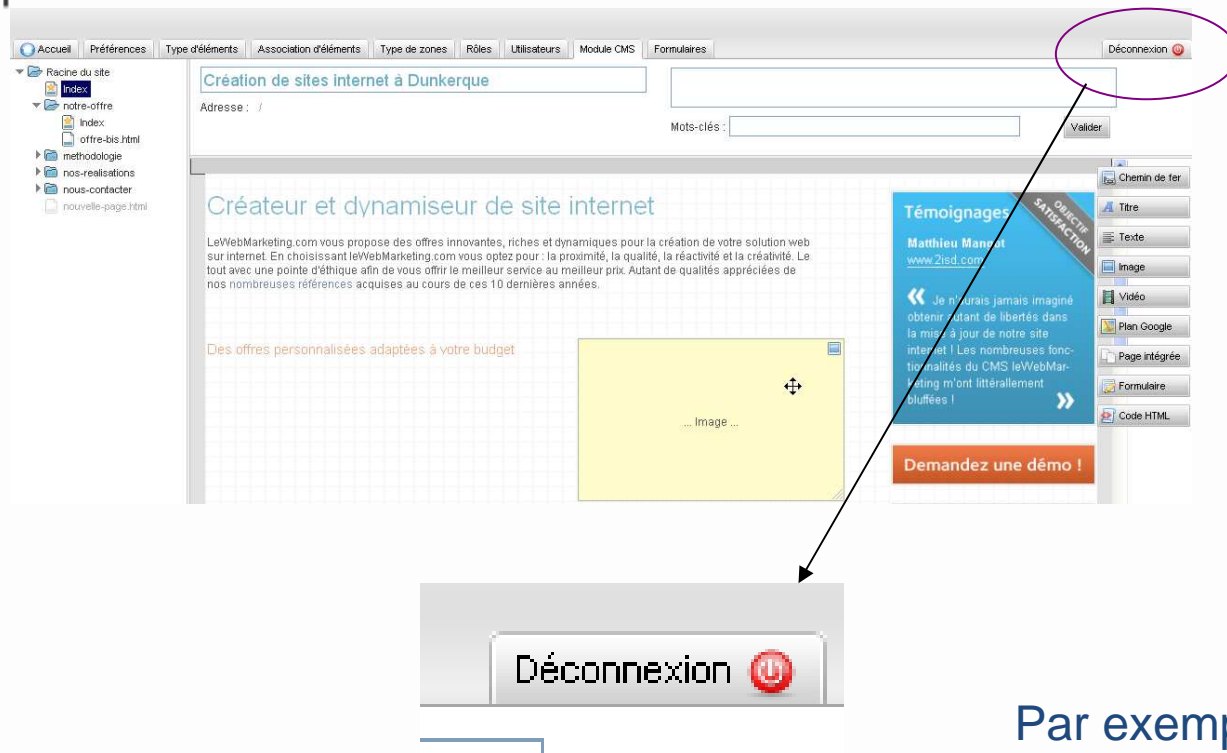 Accueil Préférences Type d'éléments Association d'éléments Type de zones Rôles Utilisateurs Module CMS Formulaires Déconnexion
Racine du site
Index
notre-offre
Index
offre-bis.html
methodologie
nos-realisations
nous-contacter
nouvelle-page.html
Création de sites internet à Dunkerque
Adresse : /
Mots-clés :
Valider
Créateur et dynamiseur de site internet
LeWebMarketing.com vous propose des offres innovantes, riches et dynamiques pour la création de votre solution web
sur internet. En choisissant leWebMarketing.com vous optez pour : la proximité, la qualité, la réactivité et la créativité. Le
tout avec une pointe d'éthique afin de vous offrir le meilleur service au meilleur prix. Autant de qualités appréciées de
nos nombreuses références acquises au cours de ces 10 dernières années.
Des offres personnalisées adaptées à votre budget
... Image ...
Témoignages
OBJECTIF
SATISFACTION
Matthieu Mangot
www.2isd.com
« Je n'aurais jamais imaginé
obtenir autant de libertés dans
la mise à jour de notre site
internet ! Les nombreuses fonc-
tionnalités du CMS leWebMar-
keting m'ont littéralement
bluffées ! »
Demandez une démo !
Chemin de fer
Titre
Texte
Image
Vidéo
Plan Google
Page intégrée
Formulaire
Code HTML
Déconnexion
Par exemp